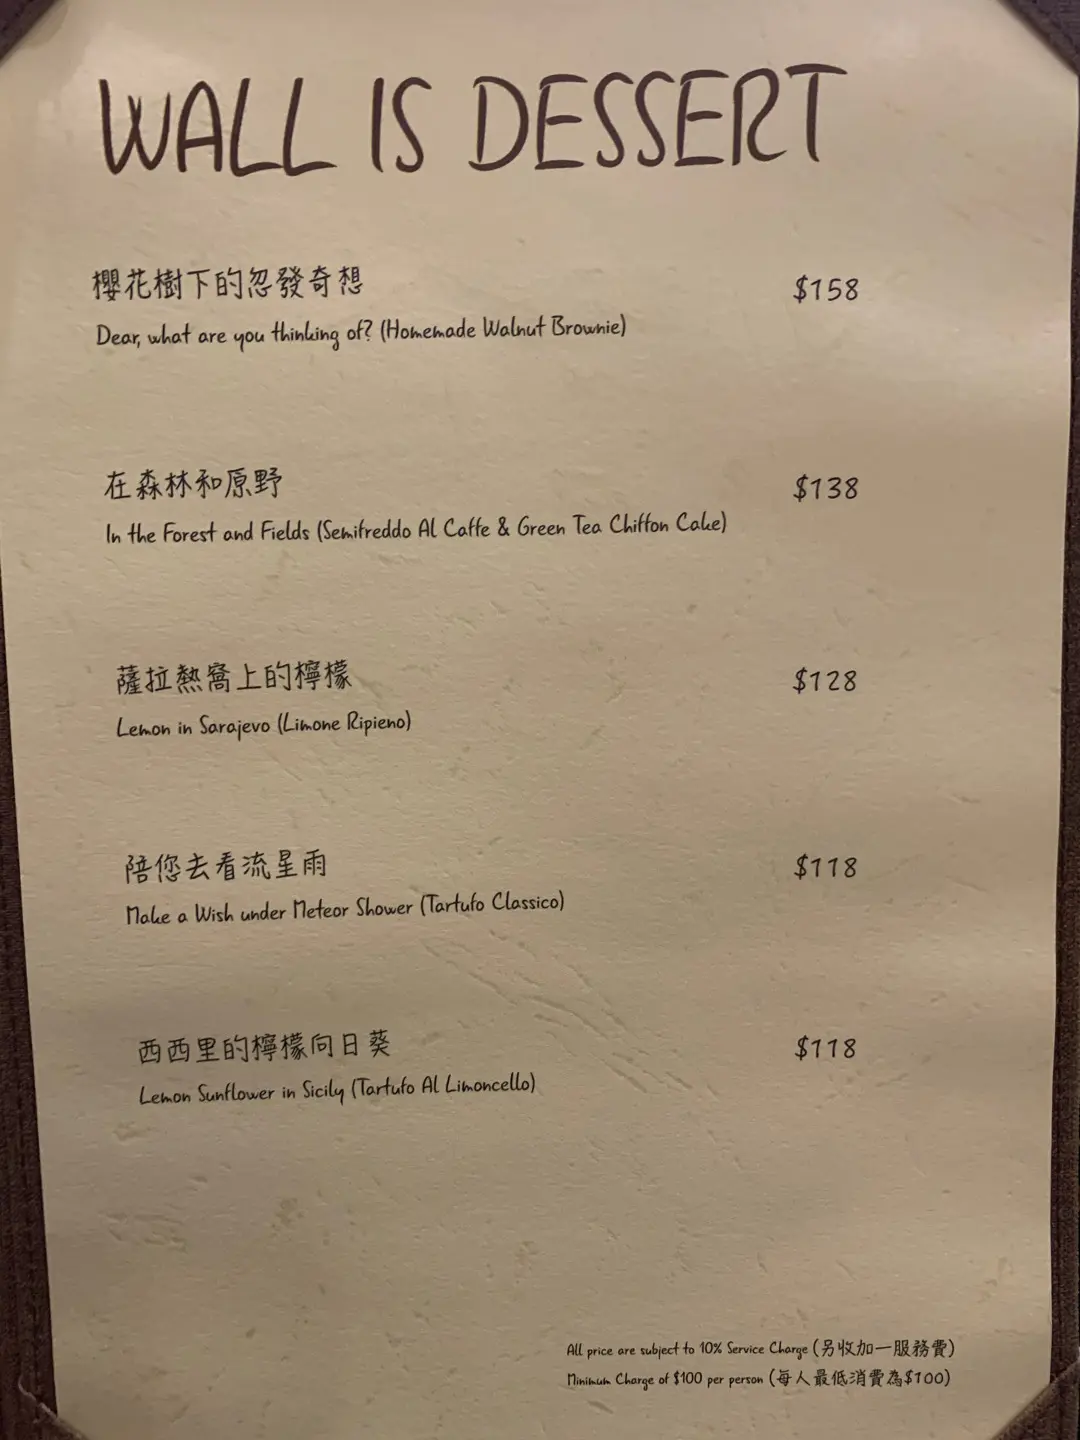 WALL IS DESSERT
櫻花樹下的忽發奇想 $158
Dear, what are you thinking of? (Homemade Walnut Brownie)
在森林和原野 $138
In the Forest and Fields (Semifreddo Al Caffe & Green Tea Chiffon Cake)
薩拉熱窩上的檸檬 $128
Lemon in Sarajevo (Limone Ripieno)
陪您去看流星雨 $118
Make a Wish under Meteor Shower (Tartufo Classico)
西西里的檸檬向日葵 $118
Lemon Sunflower in Sicily (Tartufo Al Limoncello)
All price are subject to 10% Service Charge (另收加一服務費)
Minimum Charge of $100 per person (每人最低消費為$100)